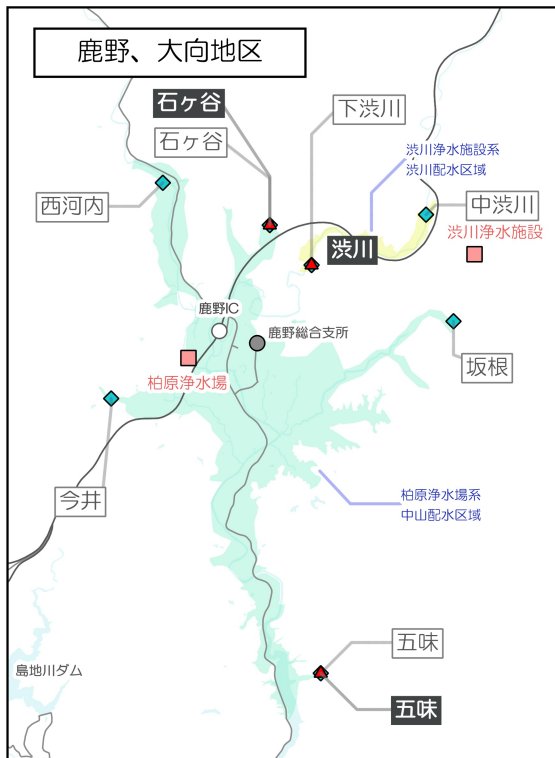 鹿野、大向地区
石ヶ谷
石ヶ谷
下渋川
渋川浄水施設系
渋川配水区域
西河内
中渋川
渋川浄水施設
渋川
鹿野IC
鹿野総合支所
坂根
柏原浄水場
今井
柏原浄水場系
中山配水区域
五味
島地川ダム
五味